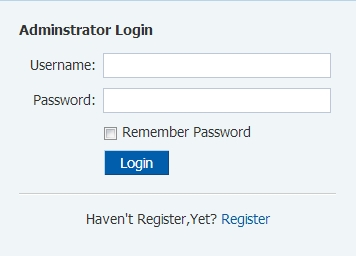 Adminstrator Login
Username:
Password:
Remember Password
Login
Haven't Register,Yet? Register